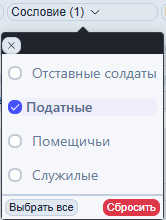 Сословие (1)
Отставные солдаты
Податные
Помещичьи
Служилые
Выбрать все
Сбросить